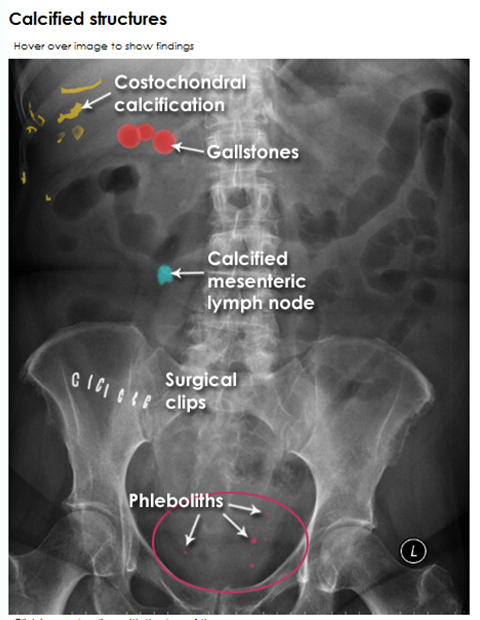 Calcified structures
Hover over image to show findings
Costochondral
calcification
Gallstones
Calcified
mesenteric
lymph node
Surgical
clips
Phleboliths
L